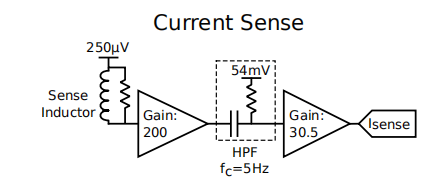 Current Sense
250μV
54mV
Sense
Inductor
Gain:
200
Gain:
30.5
Isense
HPF
fc=5Hz